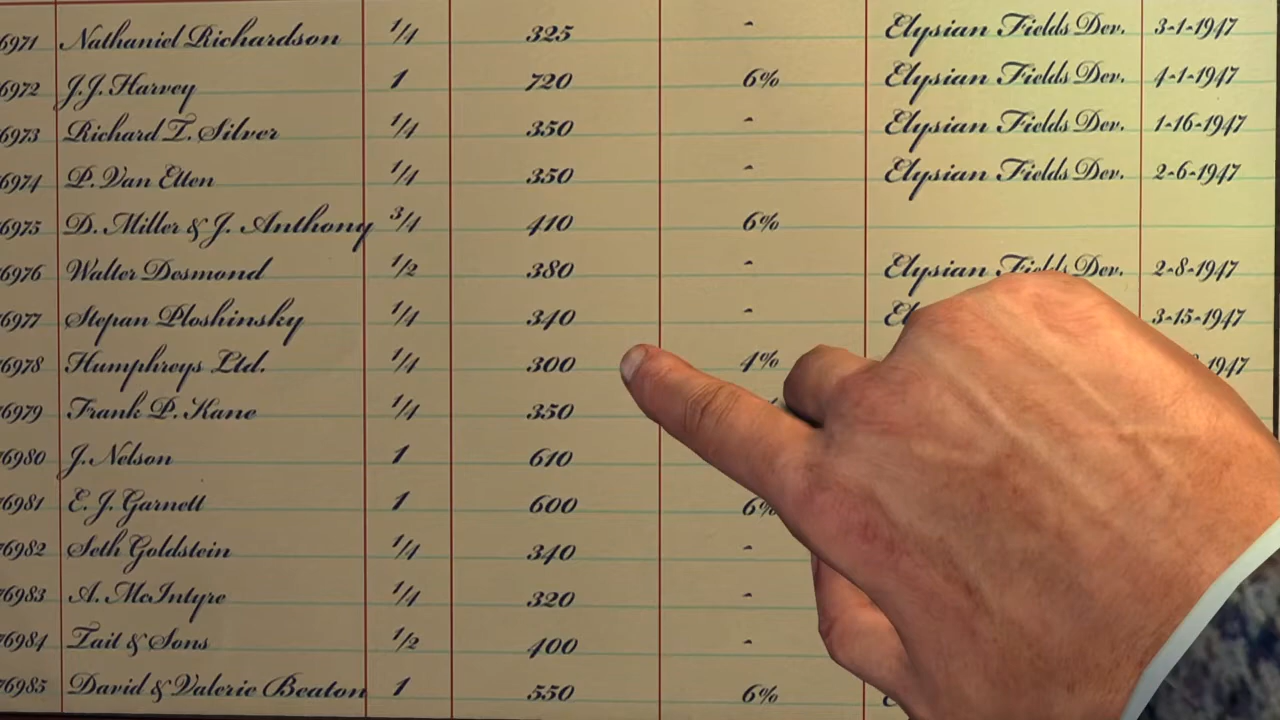 6971 Nathaniel Richardson 1/4 325 - Elysian Fields Dev. 3-1-1947
6972 J.J. Harvey 1 720 6% Elysian Fields Dev. 4-1-1947
6973 Richard T. Silver 1/4 350 - Elysian Fields Dev. 1-16-1947
6974 P. Van Etten 1/4 350 - Elysian Fields Dev. 2-6-1947
6975 D. Miller & J. Anthony 3/4 410 6%
6976 Walter Desmond 1/2 380 - Elysian Fields Dev. 2-8-1947
6977 Stepan Ploshinsky 1/4 340 - 3-15-1947
6978 Humphreys Ltd. 1/4 300 4% 1947
6979 Frank P. Kane 1/4 350
6980 J. Nelson 1 610
6981 E. J. Garnett 1 600 6%
6982 Seth Goldstein 1/4 340 -
6983 A. McIntyre 1/4 320 -
6984 Tait & Sons 1/2 400 -
6985 David & Valerie Beaton 1 550 6%